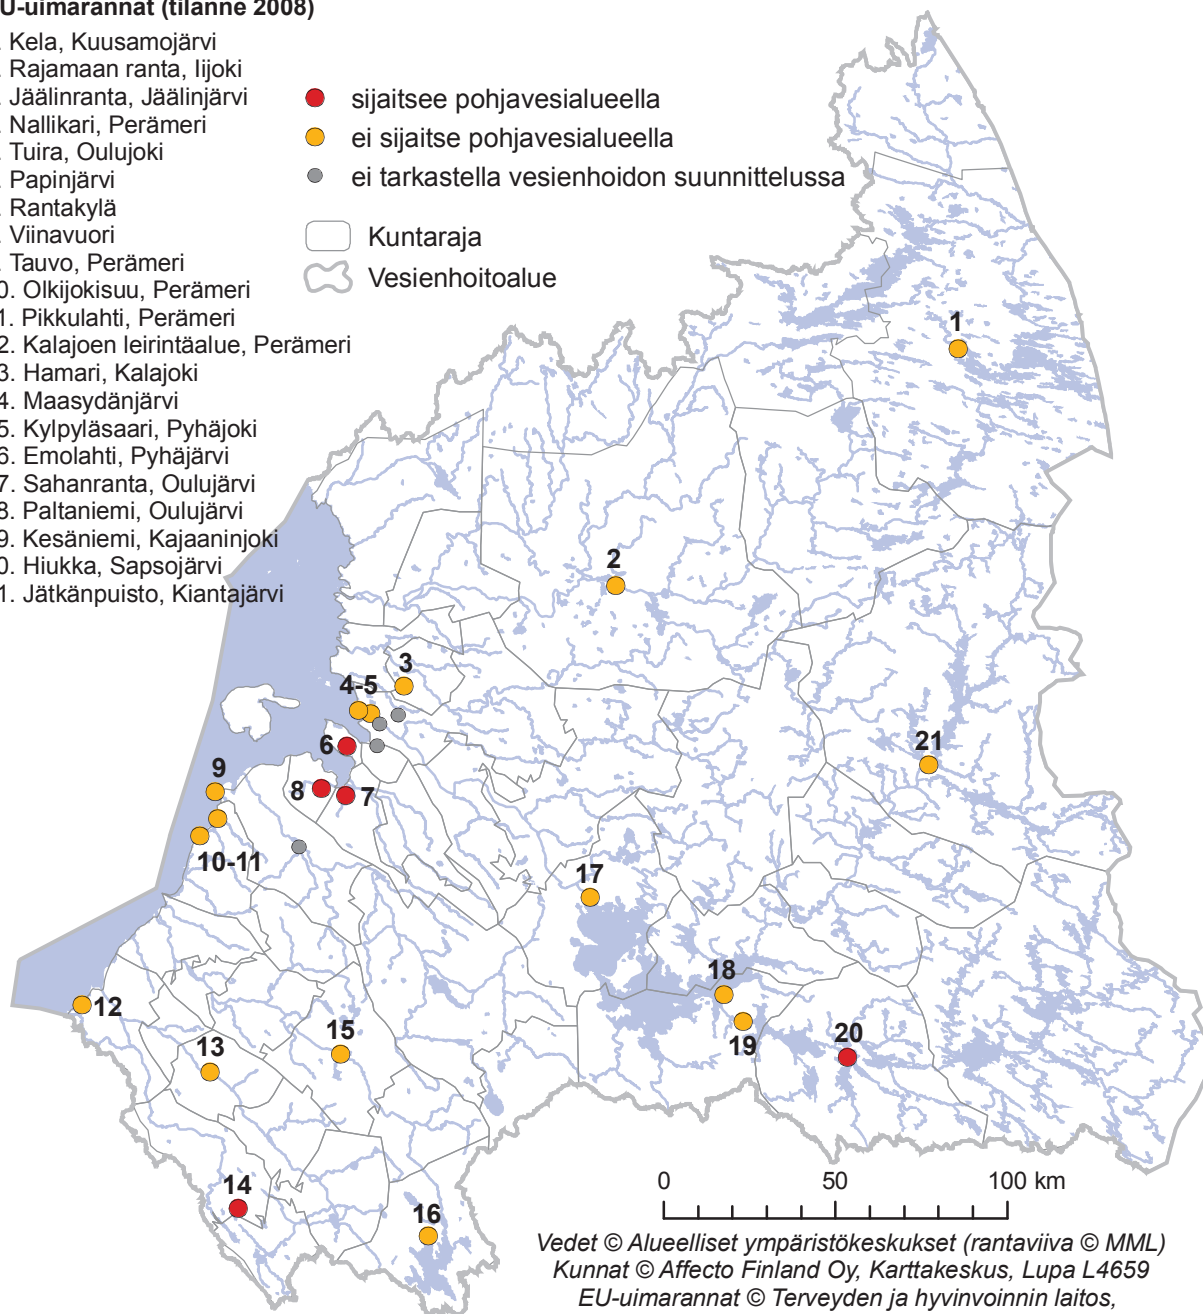 U-uimarannat (tilanne 2008)
. Kela, Kuusamojärvi
. Rajamaan ranta, Iijoki
. Jäälinranta, Jäälinjärvi
. Nallikari, Perämeri
. Tuira, Oulujoki
. Papinjärvi
. Rantakylä
. Viinavuori
. Tauvo, Perämeri
0. Olkijokisuu, Perämeri
1. Pikkulahti, Perämeri
2. Kalajoen leirintäalue, Perämeri
3. Hamari, Kalajoki
4. Maasydänjärvi
5. Kylpyläsaari, Pyhäjoki
6. Emolahti, Pyhäjärvi
7. Sahanranta, Oulujärvi
8. Paltaniemi, Oulujärvi
9. Kesäniemi, Kajaaninjoki
0. Hiukka, Sapsojärvi
1. Jätkänpuisto, Kiantajärvi
sijaitsee pohjavesialueella
ei sijaitse pohjavesialueella
ei tarkastella vesienhoidon suunnittelussa
Kuntaraja
Vesienhoitoalue
1
2
3
4-5
6
21
9
8
7
10-11
17
18
12
15
13
19
20
14
16
0 50 100 km
Vedet © Alueelliset ympäristökeskukset (rantaviiva © MML)
Kunnat © Affecto Finland Oy, Karttakeskus, Lupa L4659
EU-uimarannat © Terveyden ja hyvinvoinnin laitos,